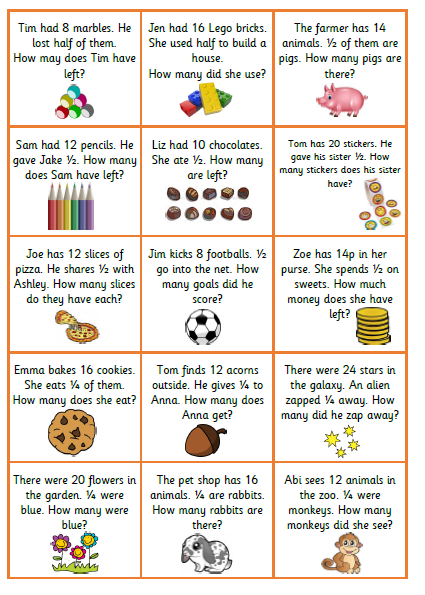 Tim had 8 marbles. He
lost half of them.
How may does Tim have
left?
Jen had 16 Lego bricks.
She used half to build a
house.
How many did she use?
The farmer has 14
animals. ½ of them are
pigs. How many pigs are
there?
Sam had 12 pencils. He
gave Jake ½. How many
does Sam have left?
Liz had 10 chocolates.
She ate ½. How many
are left?
Tom has 20 stickers. He
gave his sister ½. How
many stickers does his sister
have?
Joe has 12 slices of
pizza. He shares ½ with
Ashley. How many slices
do they have each?
Jim kicks 8 footballs. ½
go into the net. How
many goals did he
score?
Zoe has 14p in her
purse. She spends ½ on
sweets. How much
money does she have
left?
Emma bakes 16 cookies.
She eats ¼ of them.
How many does she eat?
Tom finds 12 acorns
outside. He gives ¼ to
Anna. How many does
Anna get?
There were 24 stars in
the galaxy. An alien
zapped ¼ away. How
many did he zap away?
There were 20 flowers in
the garden. ¼ were
blue. How many were
blue?
The pet shop has 16
animals. ¼ are rabbits.
How many rabbits are
there?
Abi sees 12 animals in
the zoo. ¼ were
monkeys. How many
monkeys did she see?